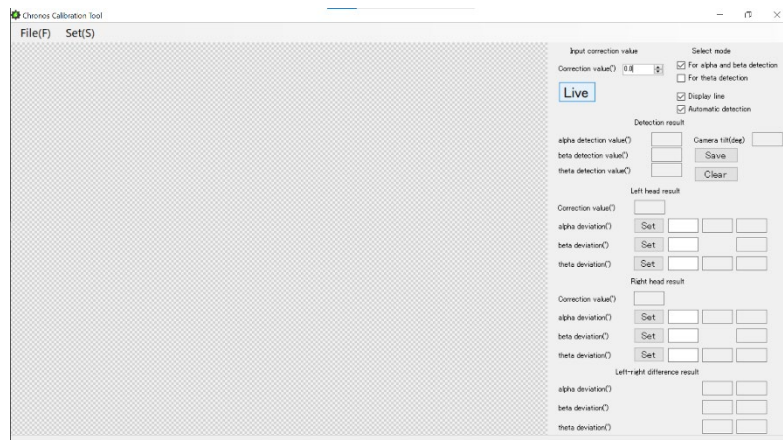 Chronos Calibration Tool
File(F) Set(S)
Input correction value
Select mode
Correction value(°) 0.0
For alpha and beta detection
For theta detection
Live
Display line
Automatic detection
Detection result
alpha detection value(°)
Camera tilt(deg)
beta detection value(°)
Save
theta detection value(°)
Clear
Left head result
Correction value(°)
alpha deviation(°) Set
beta deviation(°) Set
theta deviation(°) Set
Right head result
Correction value(°)
alpha deviation(°) Set
beta deviation(°) Set
theta deviation(°) Set
Left-right difference result
alpha deviation(°)
beta deviation(°)
theta deviation(°)